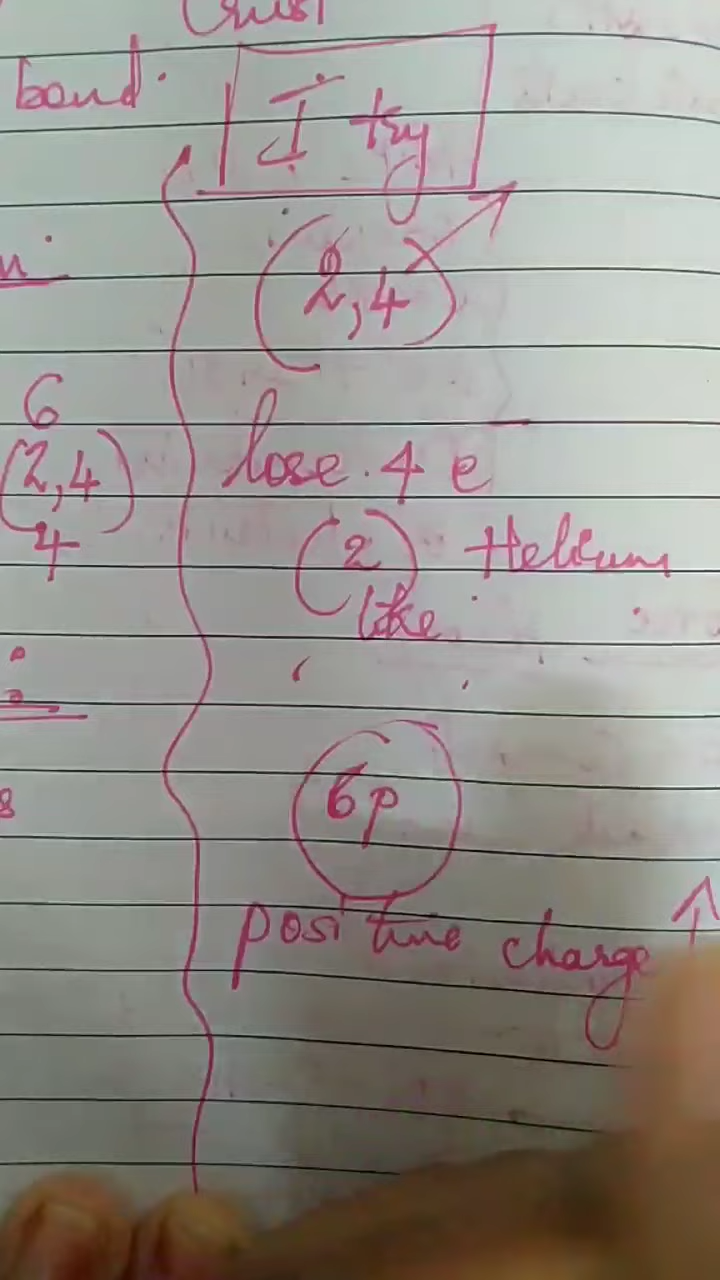 bond.
I try
(2,4)
6
(2,4)
4
lose 4 e
(2) Helium
like
6p
positive charge ↑